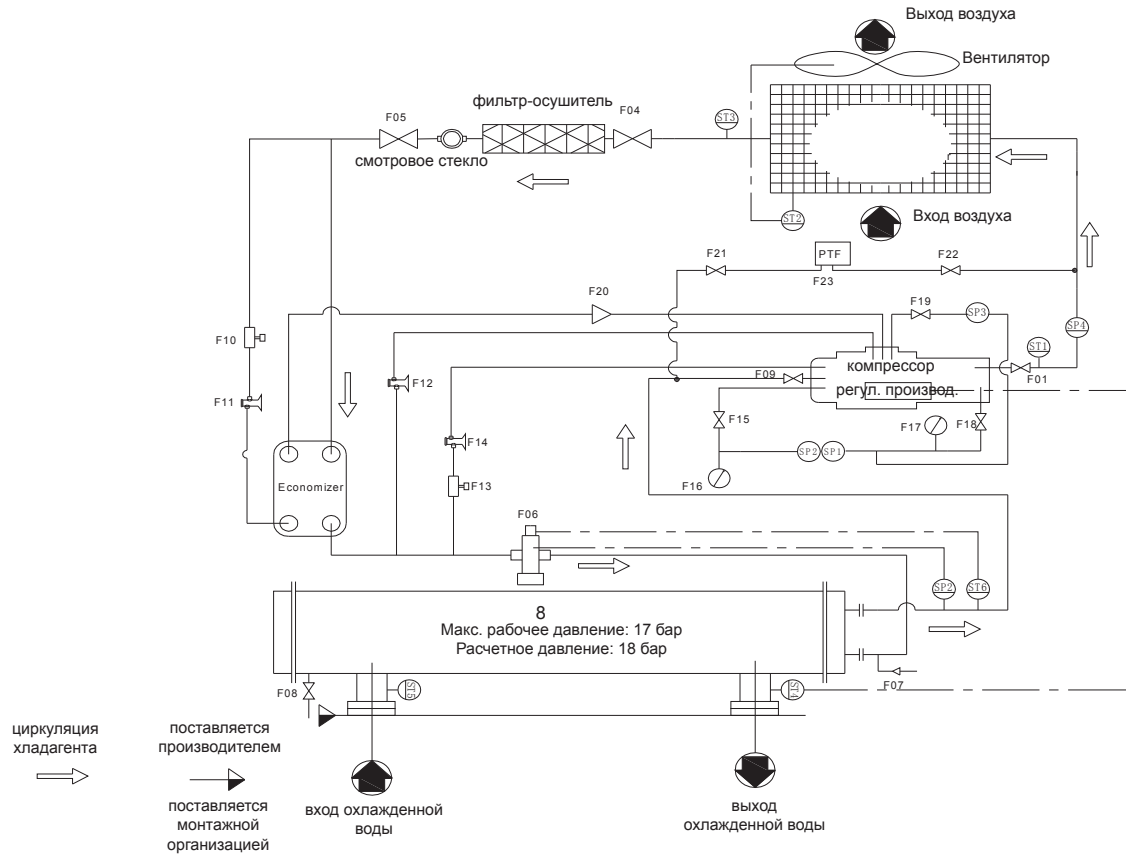 Выход воздуха
Вентилятор
фильтр-осушитель
F05
F04
ST3
смотровое стекло
ST2
Вход воздуха
F21
PTF
F22
F23
F20
F19
SP3
SP4
ST1
F10
F12
F09
компрессор
F01
регул. производ.
F11
F15
F17
F18
F14
SP2
SP1
F16
F13
Economizer
F06
SP2
ST6
8
Макс. рабочее давление: 17 бар
Расчетное давление: 18 бар
F08
ST5
ST4
F07
циркуляция
хладагента
поставляется
производителем
поставляется
монтажной
организацией
вход охлажденной
воды
выход
охлажденной воды